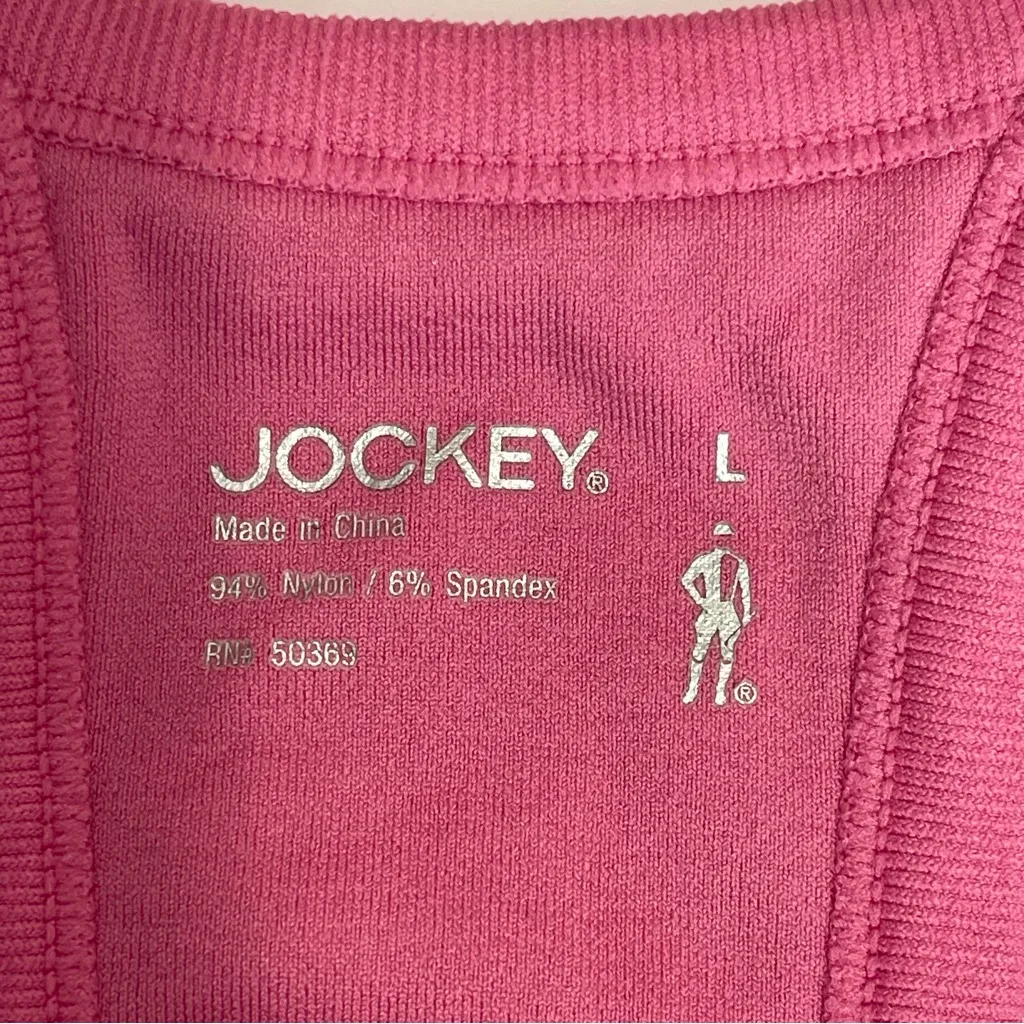 JOCKEY® L
Made in China
94% Nylon / 6% Spandex
RN# 50369
®